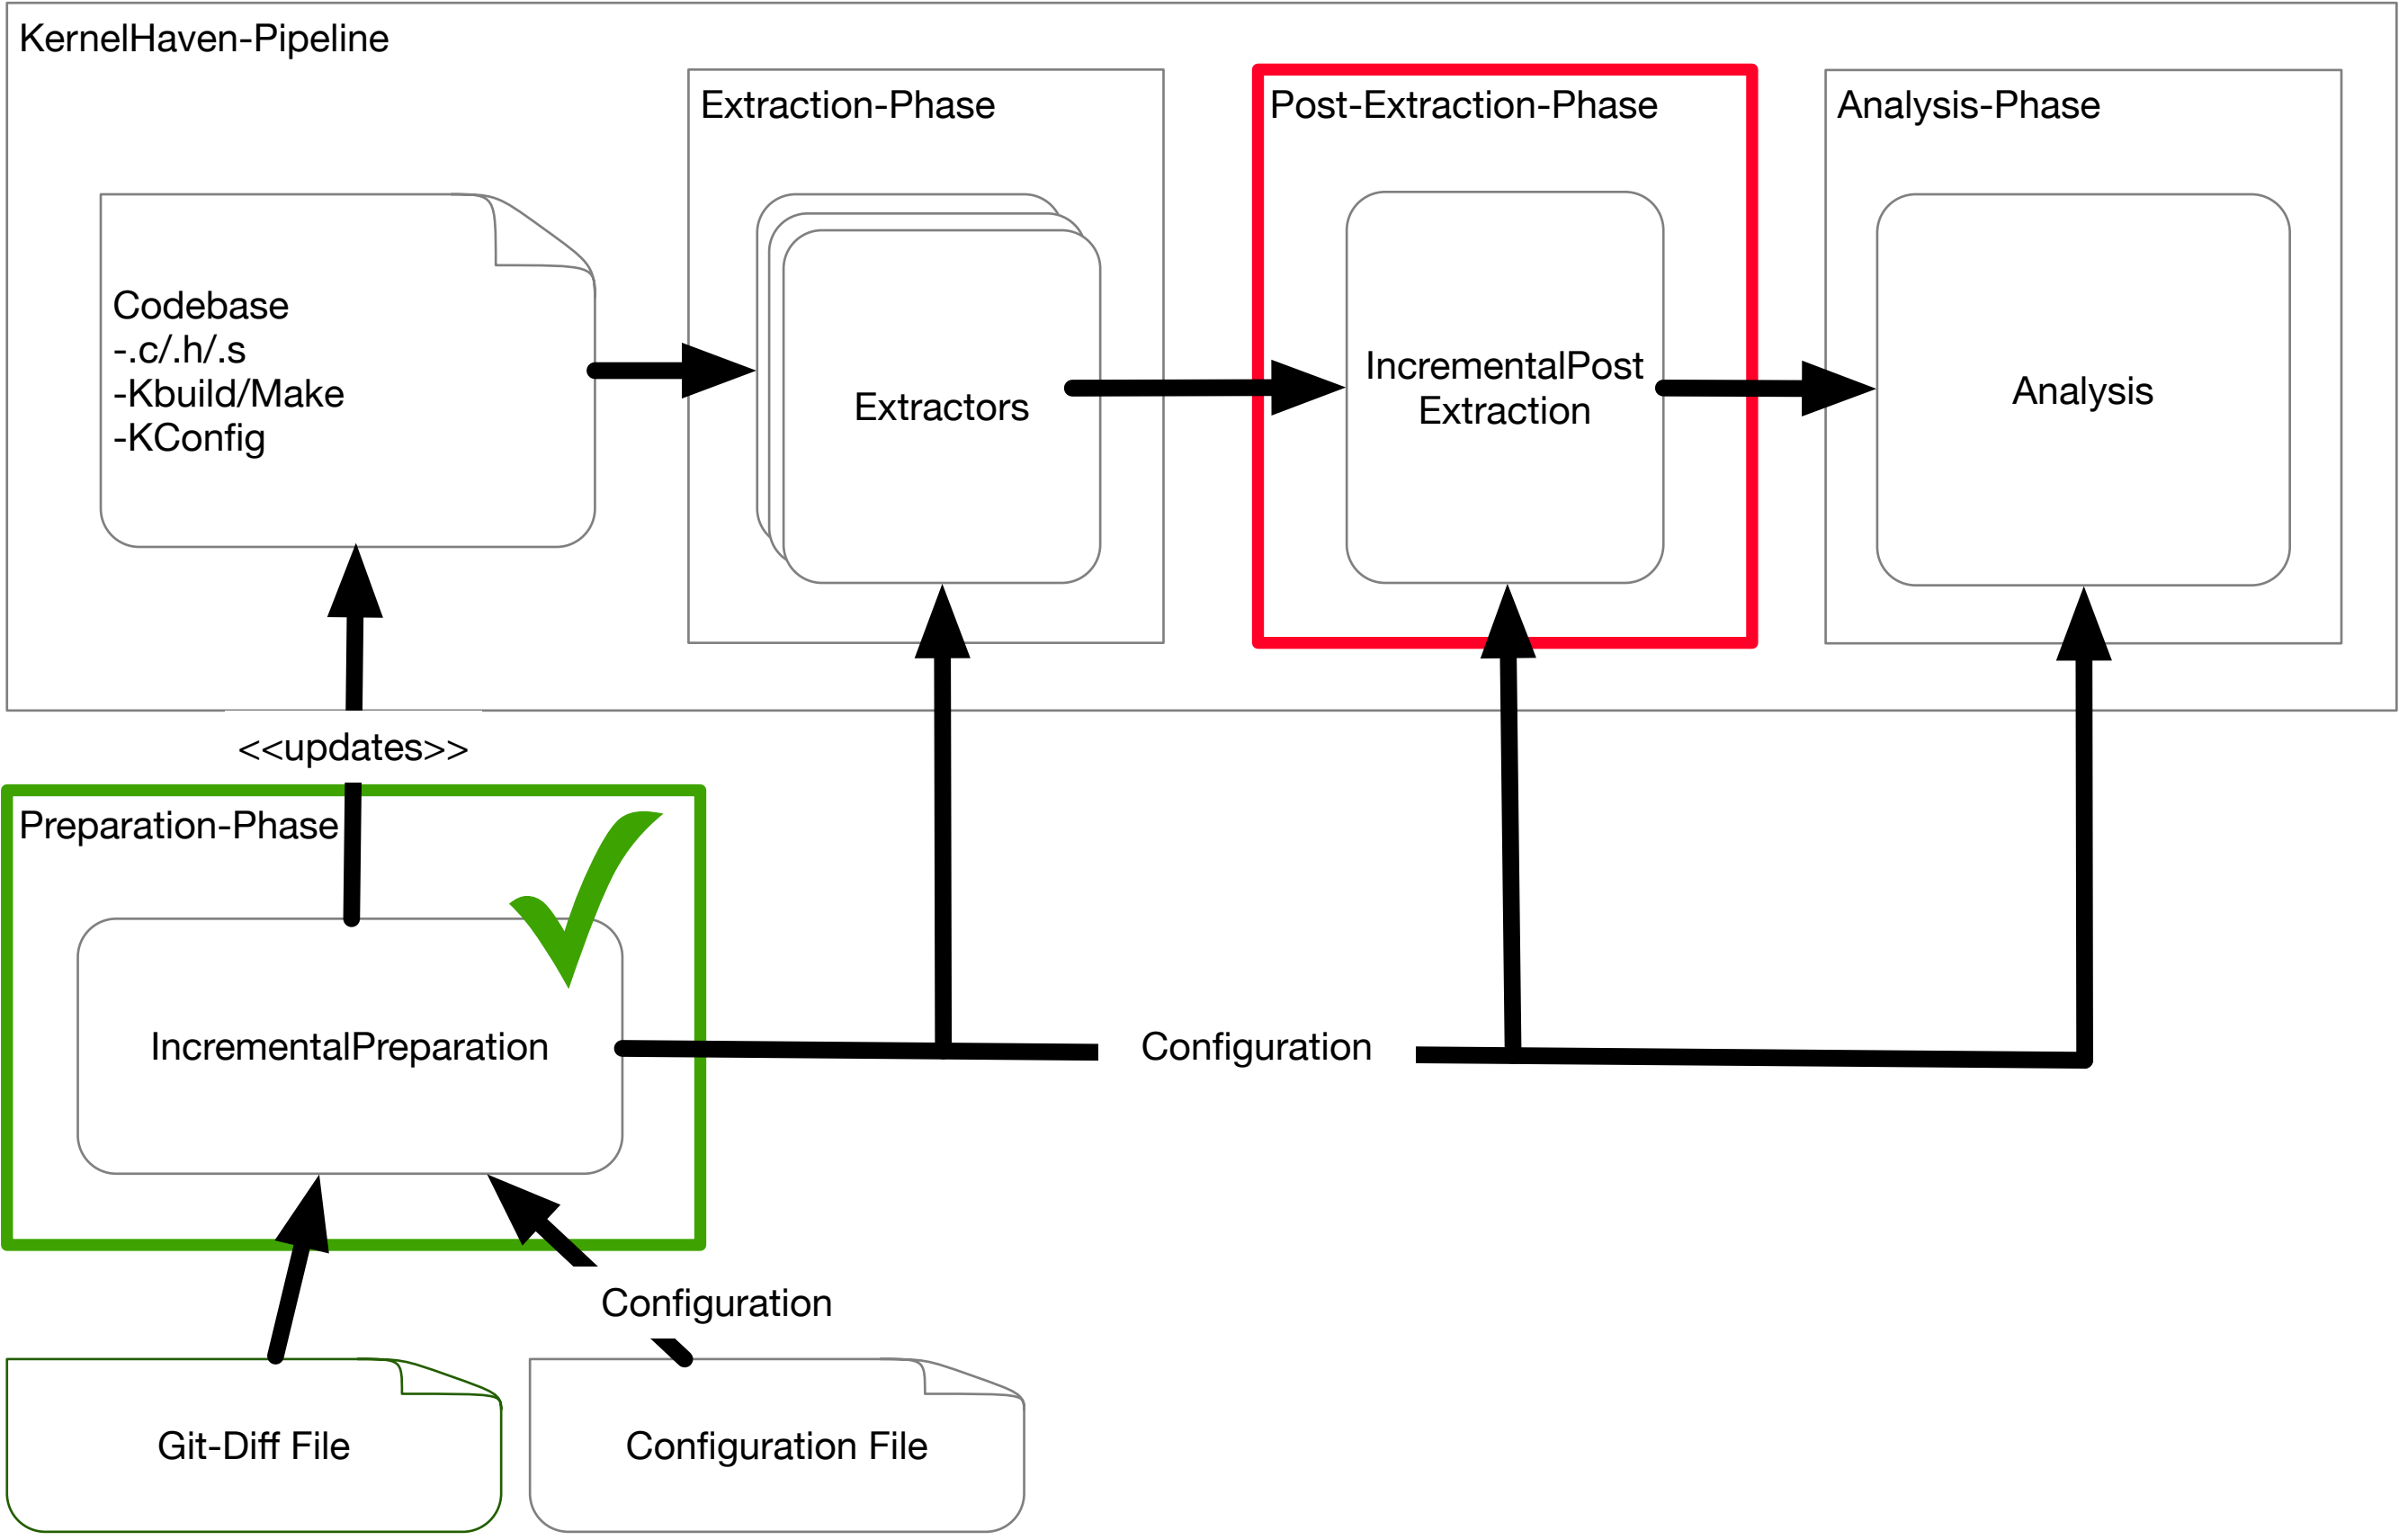 KernelHaven-Pipeline
Extraction-Phase
Post-Extraction-Phase
Analysis-Phase
Codebase
-.c/.h/.s
-Kbuild/Make
-KConfig
Extractors
IncrementalPost
Extraction
Analysis
<<updates>>
Preparation-Phase
IncrementalPreparation
Configuration
Configuration
Git-Diff File
Configuration File